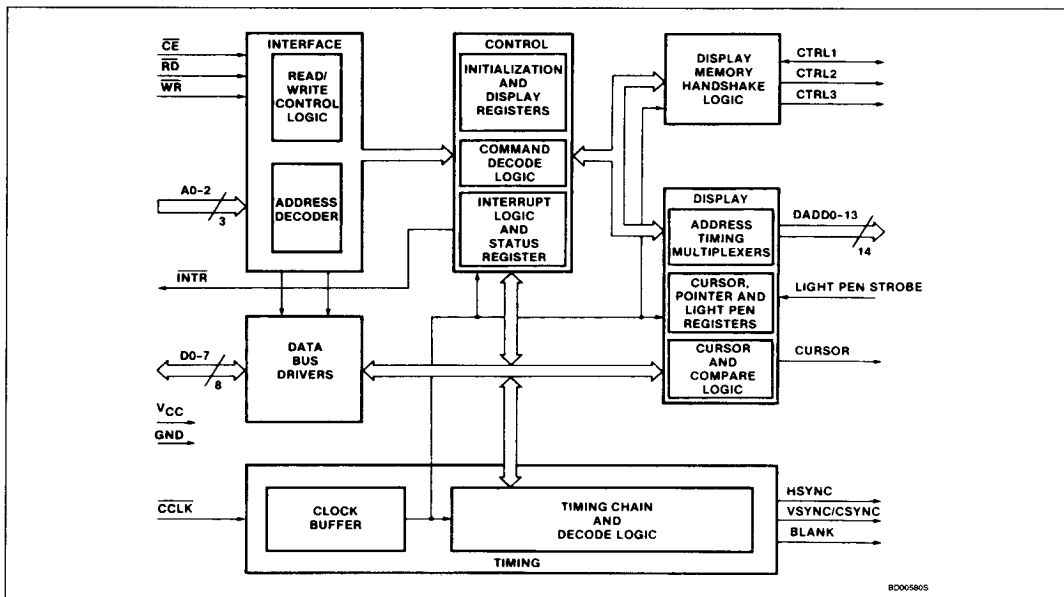 INTERFACE
CE
RD
WR
READ/
WRITE
CONTROL
LOGIC
A0-2
3
ADDRESS
DECODER
INTR
CONTROL
INITIALIZATION
AND
DISPLAY
REGISTERS
COMMAND
DECODE
LOGIC
INTERRUPT
LOGIC
AND
STATUS
REGISTER
DISPLAY
MEMORY
HANDSHAKE
LOGIC
CTRL1
CTRL2
CTRL3
DISPLAY
ADDRESS
TIMING
MULTIPLEXERS
DADD0-13
14
CURSOR,
POINTER AND
LIGHT PEN
REGISTERS
LIGHT PEN STROBE
CURSOR
AND
COMPARE
LOGIC
CURSOR
D0-7
8
DATA
BUS
DRIVERS
VCC
GND
CCLK
CLOCK
BUFFER
TIMING CHAIN
AND
DECODE LOGIC
HSYNC
VSYNC/CSYNC
BLANK
TIMING
BD00580S